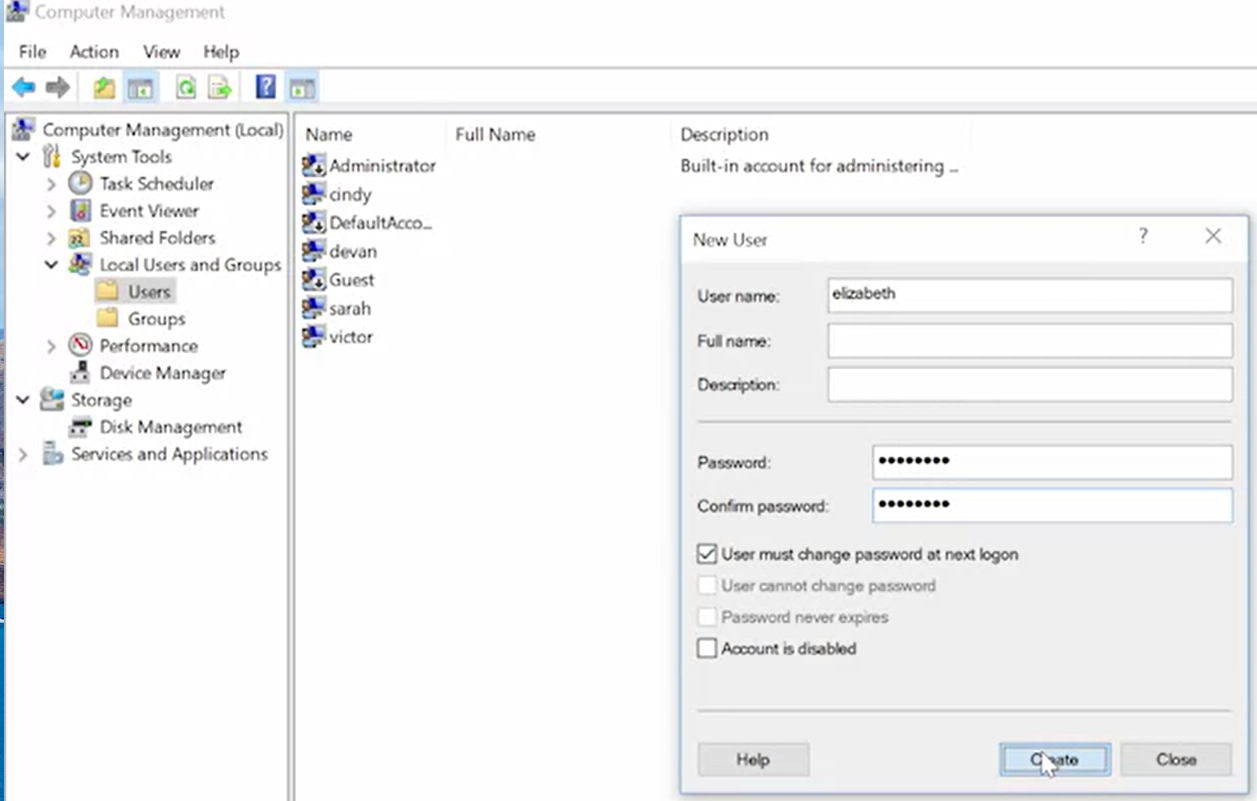 Computer Management
File Action View Help
Computer Management (Local)
System Tools
Task Scheduler
Event Viewer
Shared Folders
Local Users and Groups
Users
Groups
Performance
Device Manager
Storage
Disk Management
Services and Applications
Name Full Name Description
Administrator Built-in account for administering ...
cindy
DefaultAcco...
devan
Guest
sarah
victor
New User
User name: elizabeth
Full name:
Description:
Password: ●●●●●●●●●
Confirm password: ●●●●●●●●●
User must change password at next logon
User cannot change password
Password never expires
Account is disabled
Help Create Close